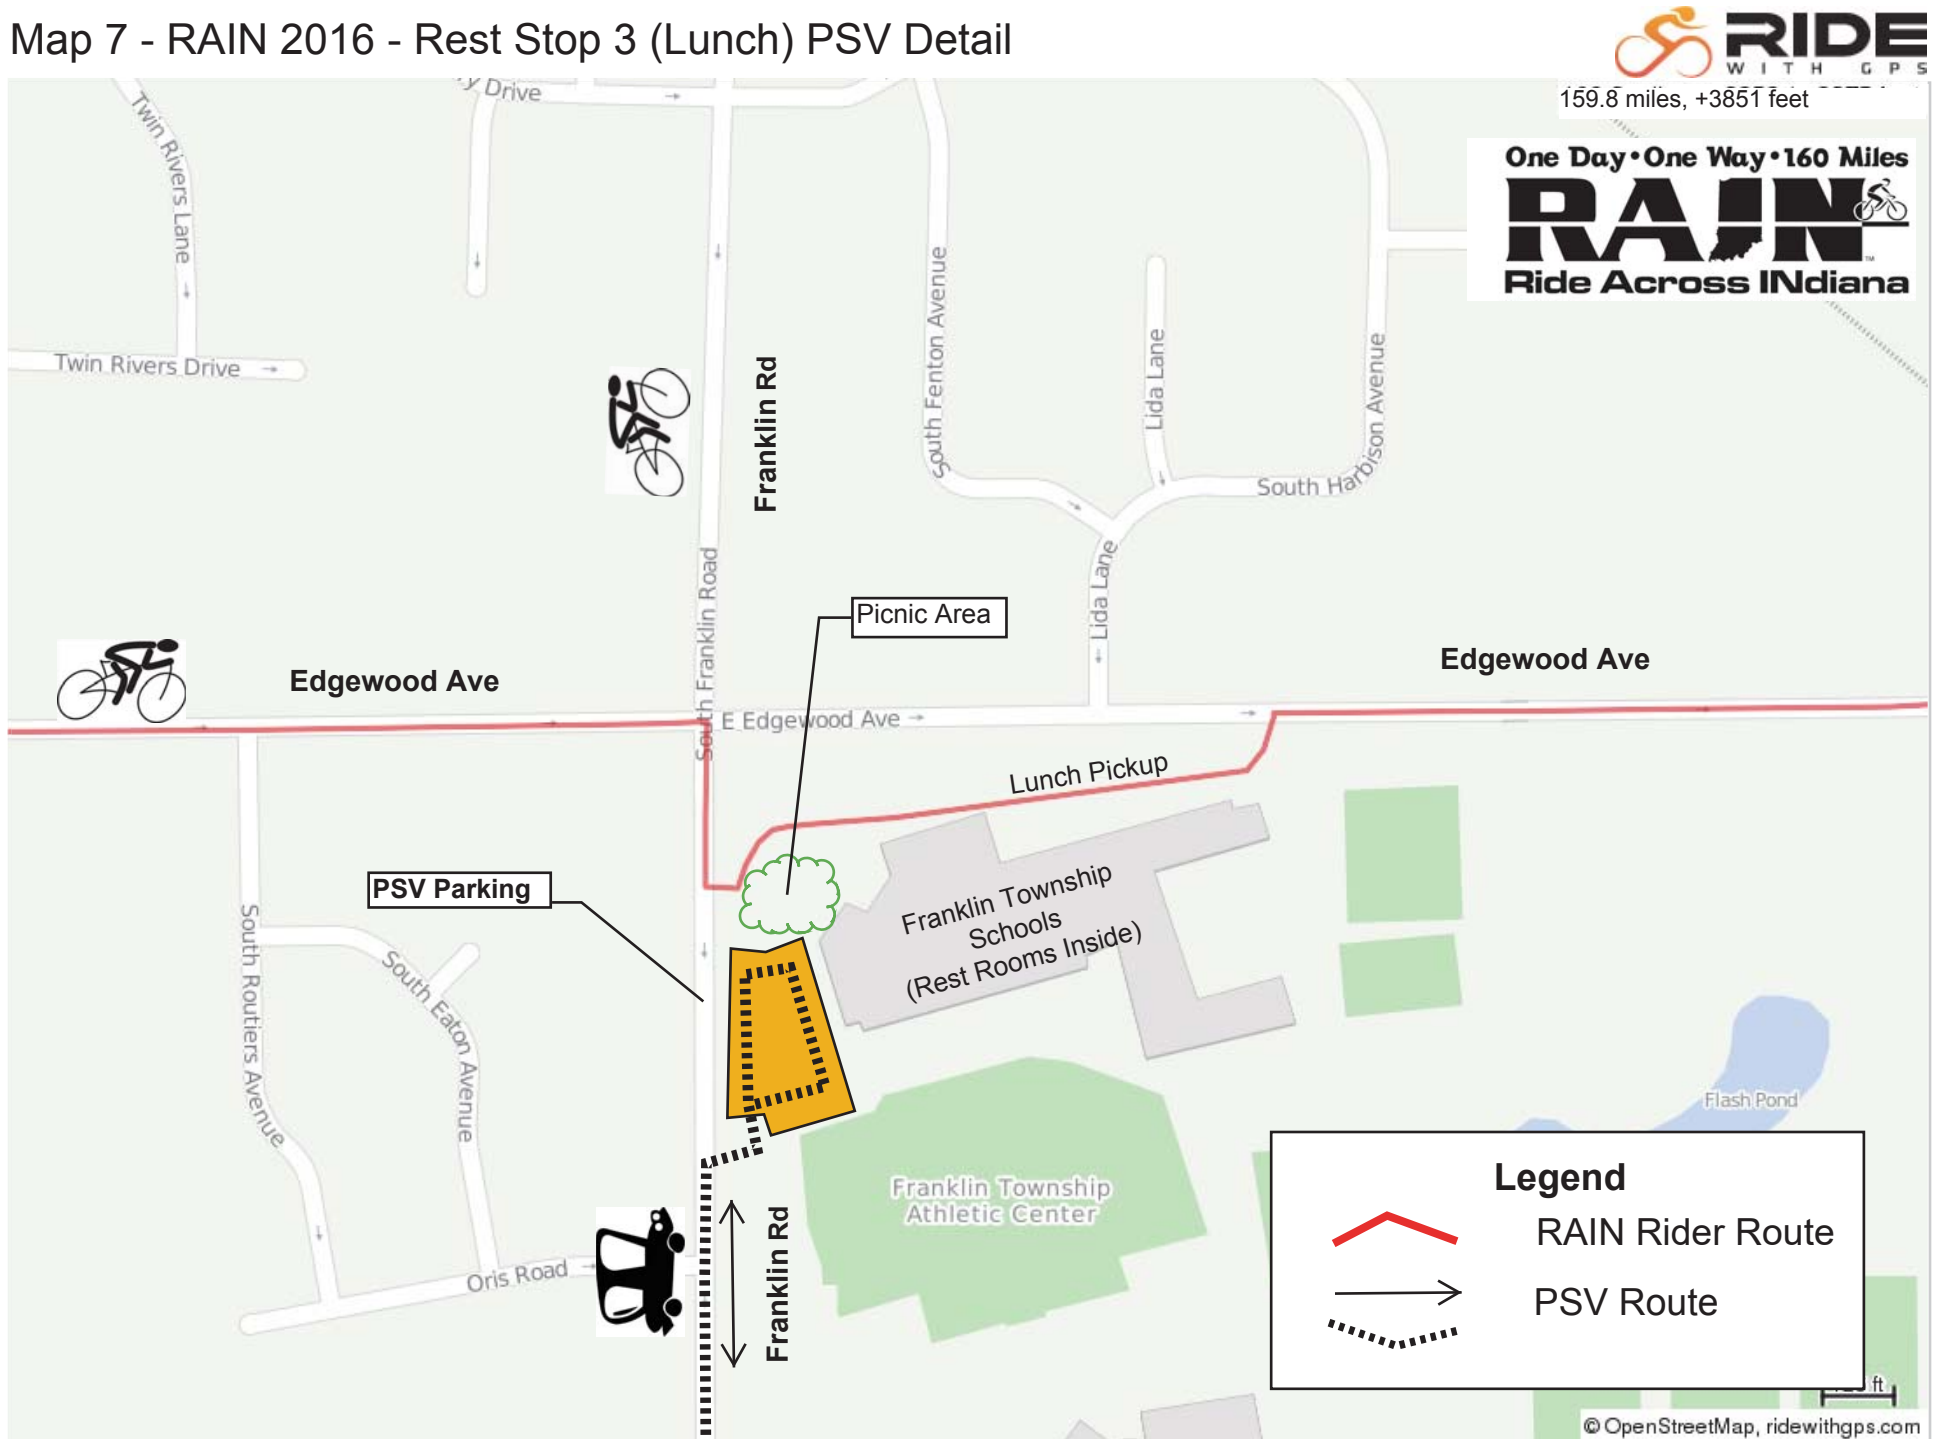 Map 7 - RAIN 2016 - Rest Stop 3 (Lunch) PSV Detail
RIDE
WITH GPS
159.8 miles, +3851 feet
One Day•One Way•160 Miles
RAIN
TM
Ride Across INdiana
y Drive
Twin Rivers Lane
Twin Rivers Drive
Franklin Rd
South Fenton Avenue
Lida Lane
South Harbison Avenue
South Franklin Road
Lida Lane
Picnic Area
Edgewood Ave
Edgewood Ave
E Edgewood Ave
Lunch Pickup
PSV Parking
Franklin Township
Schools
(Rest Rooms Inside)
South Routiers Avenue
South Eaton Avenue
Flash Pond
Franklin Township
Athletic Center
Franklin Rd
Oris Road
Legend
RAIN Rider Route
PSV Route
ft
© OpenStreetMap, ridewithgps.com